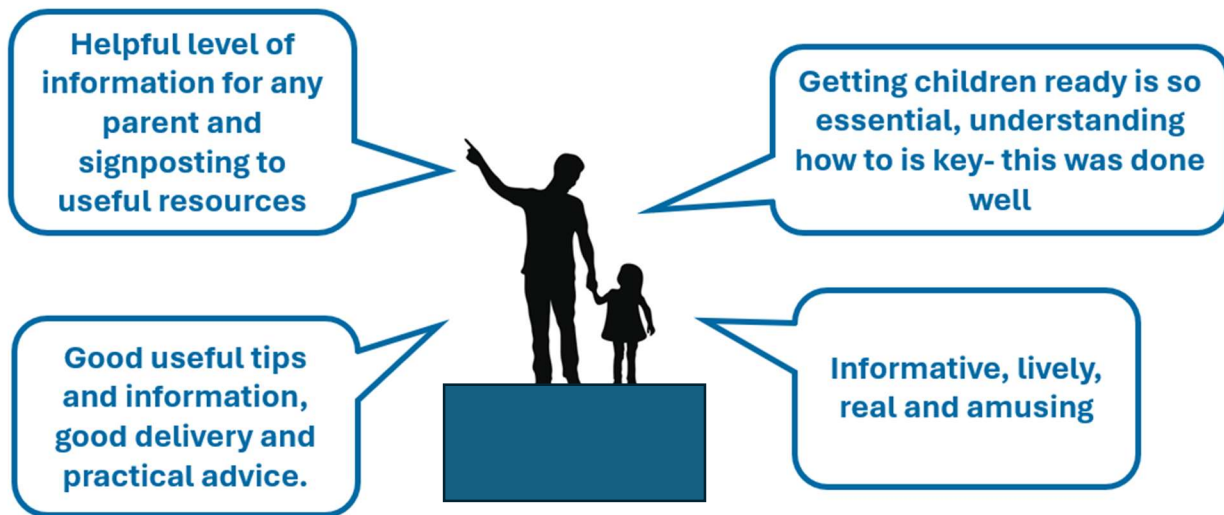 Helpful level of
information for any
parent and
signposting to
useful resources
Getting children ready is so
essential, understanding
how to is key- this was done
well
Good useful tips
and information,
good delivery and
practical advice.
Informative, lively,
real and amusing